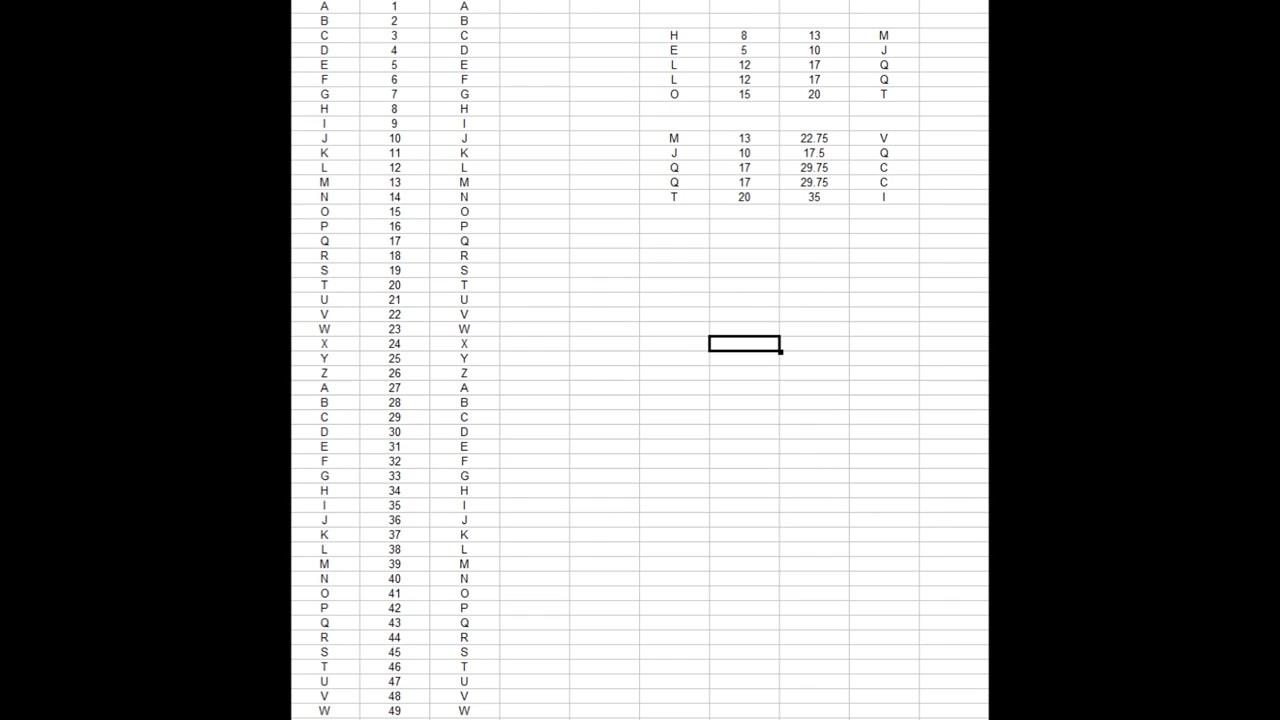 A 1 A
B 2 B
C 3 C H 8 13 M
D 4 D E 5 10 J
E 5 E L 12 17 Q
F 6 F L 12 17 Q
G 7 G O 15 20 T
H 8 H
I 9 I
J 10 J M 13 22.75 V
K 11 K J 10 17.5 Q
L 12 L Q 17 29.75 C
M 13 M Q 17 29.75 C
N 14 N T 20 35 I
O 15 O
P 16 P
Q 17 Q
R 18 R
S 19 S
T 20 T
U 21 U
V 22 V
W 23 W
X 24 X
Y 25 Y
Z 26 Z
A 27 A
B 28 B
C 29 C
D 30 D
E 31 E
F 32 F
G 33 G
H 34 H
I 35 I
J 36 J
K 37 K
L 38 L
M 39 M
N 40 N
O 41 O
P 42 P
Q 43 Q
R 44 R
S 45 S
T 46 T
U 47 U
V 48 V
W 49 W